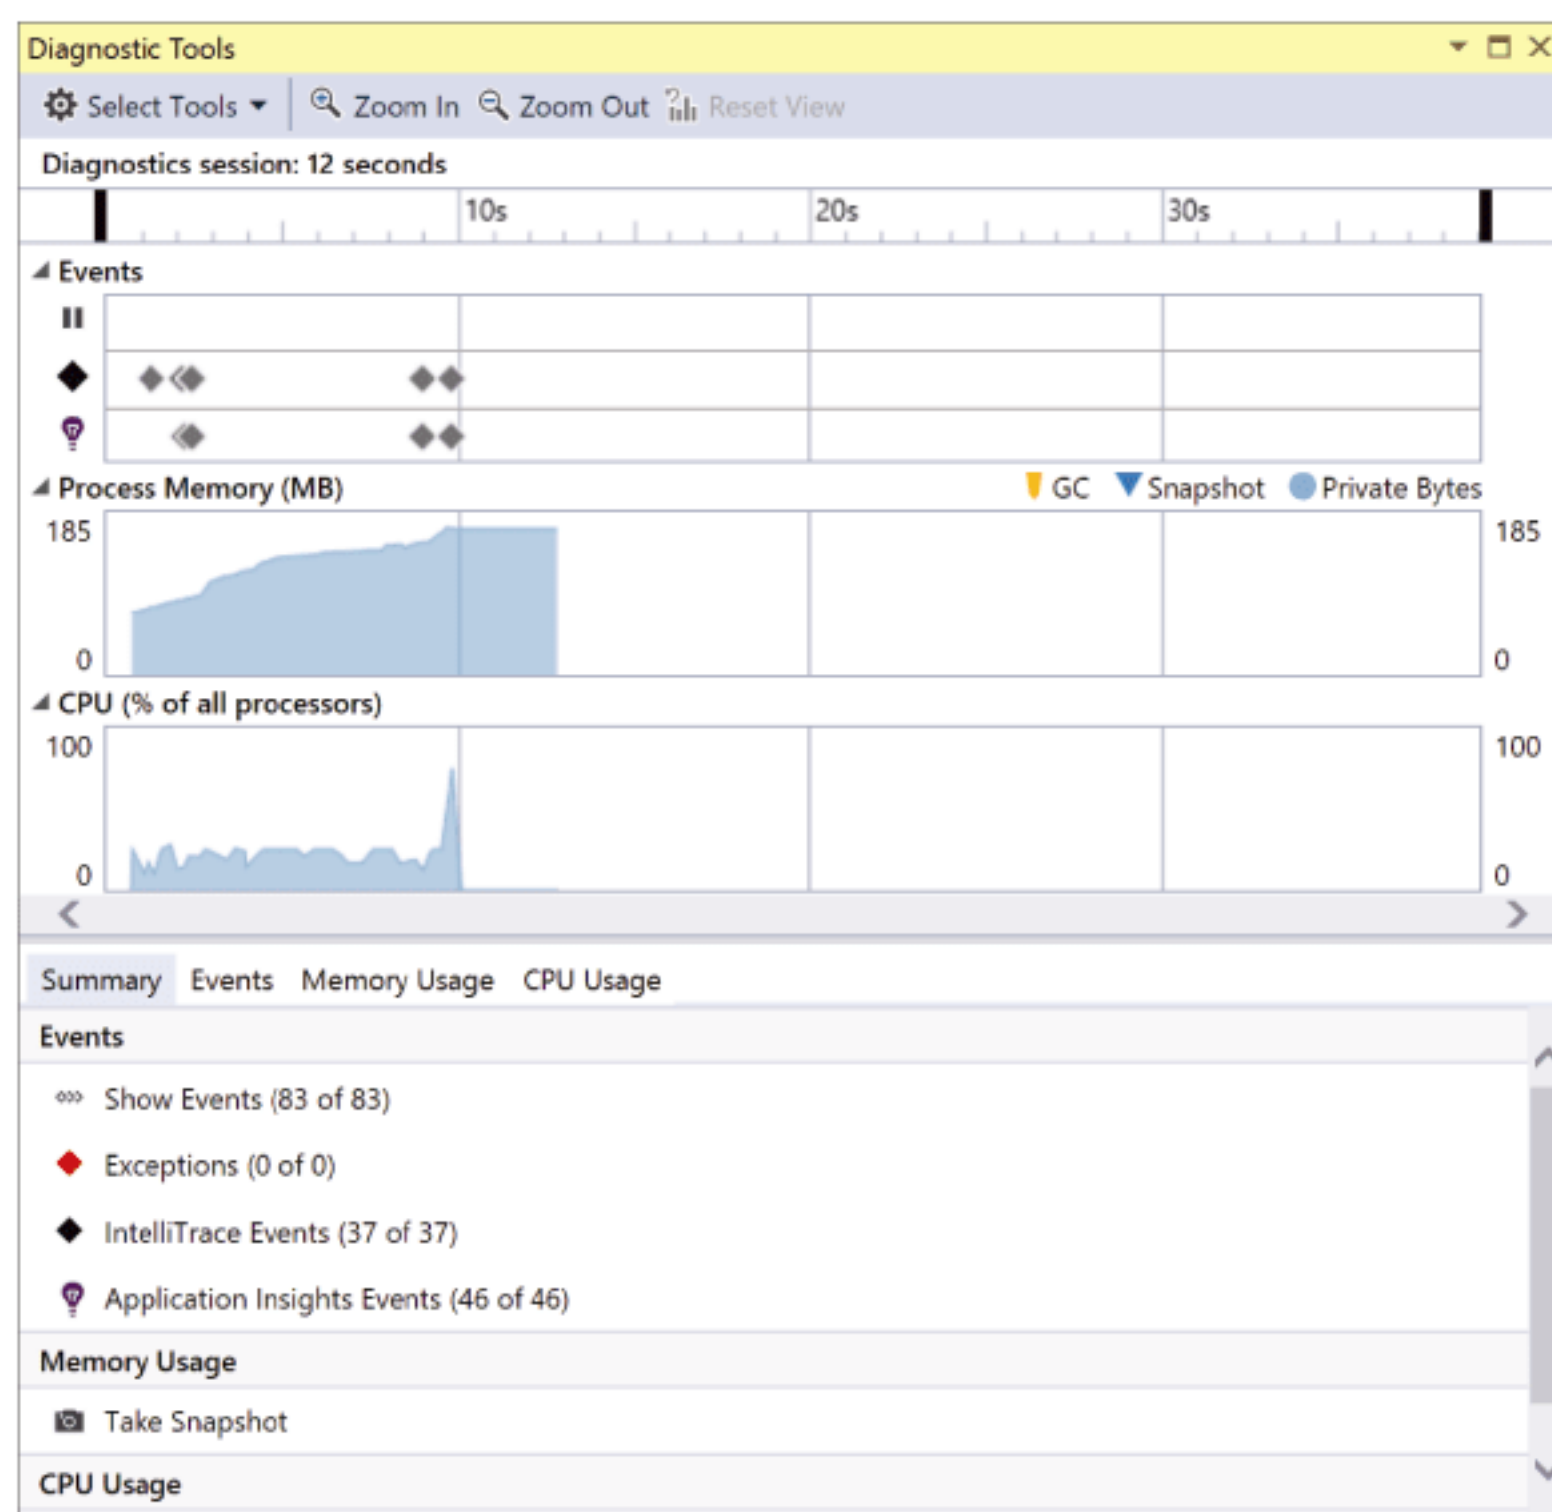 Diagnostic Tools
Select Tools Zoom In Zoom Out Reset View
Diagnostics session: 12 seconds
10s 20s 30s
Events
Process Memory (MB) GC Snapshot Private Bytes
185 185
0 0
CPU (% of all processors)
100 100
0 0
Summary Events Memory Usage CPU Usage
Events
Show Events (83 of 83)
Exceptions (0 of 0)
IntelliTrace Events (37 of 37)
Application Insights Events (46 of 46)
Memory Usage
Take Snapshot
CPU Usage